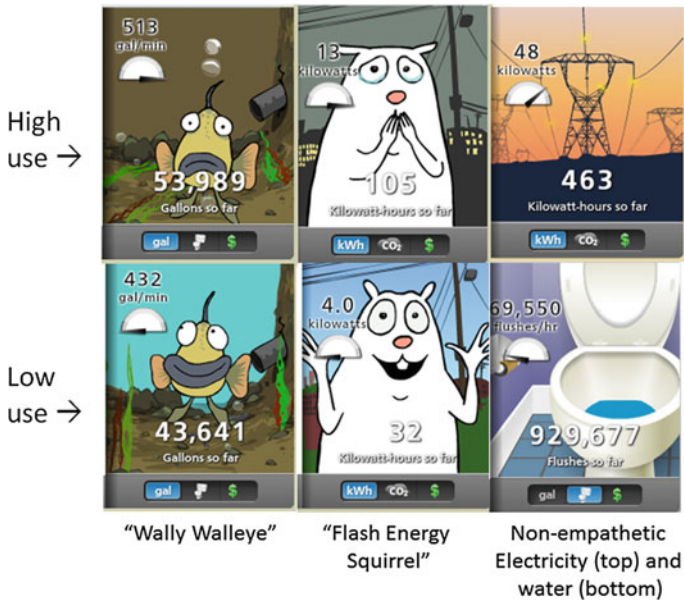 513
gal/min
53,989
Gallons so far
gal $
13
kilowatts
105
Kilowatt-hours so far
kWh CO₂ $
48
kilowatts
463
Kilowatt-hours so far
kWh CO₂ $
High
use →
432
gal/min
43,641
Gallons so far
gal $
4.0
kilowatts
32
Kilowatt-hours so far
kWh CO₂ $
69,550
flushes/hr
929,677
Flushes so far
gal $
Low
use →
“Wally Walleye”
“Flash Energy
Squirrel”
Non-empathetic
Electricity (top) and
water (bottom)